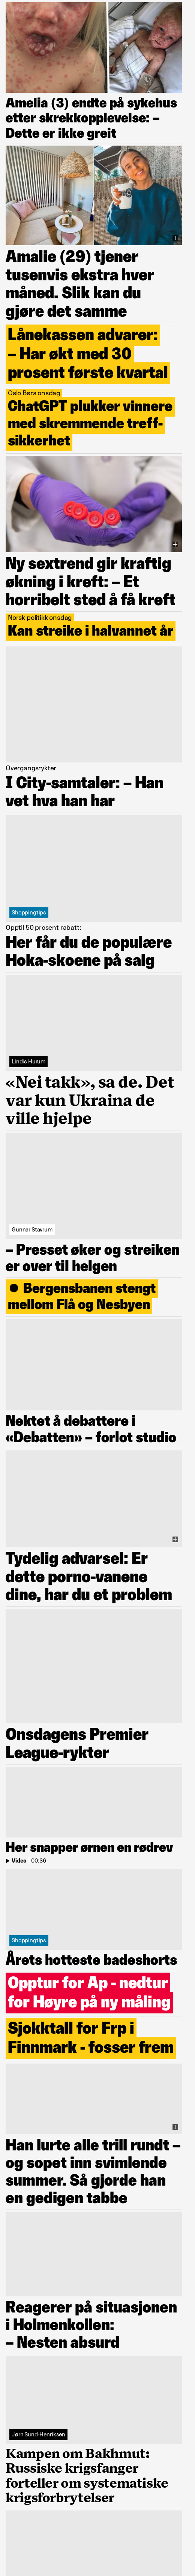 Amelia (3) endte på sykehus
etter skrekkopplevelse: –
Dette er ikke greit
Amalie (29) tjener
tusenvis ekstra hver
måned. Slik kan du
gjøre det samme
Lånekassen advarer:
– Har økt med 30
prosent første kvartal
Oslo Børs onsdag
ChatGPT plukker vinnere
med skremmende treff-
sikkerhet
Ny sextrend gir kraftig
økning i kreft: – Et
horribelt sted å få kreft
Norsk politikk onsdag
Kan streike i halvannet år
Overgangsrykter
I City-samtaler: – Han
vet hva han har
Shoppingtips
Opptil 50 prosent rabatt:
Her får du de populære
Hoka-skoene på salg
Lindis Hurum
«Nei takk», sa de. Det
var kun Ukraina de
ville hjelpe
Gunnar Stavrum
– Presset øker og streiken
er over til helgen
Bergensbanen stengt
mellom Flå og Nesbyen
Nektet å debattere i
«Debatten» – forlot studio
Tydelig advarsel: Er
dette porno-vanene
dine, har du et problem
Onsdagens Premier
League-rykter
Her snapper ørnen en rødrev
Video | 00:36
Shoppingtips
Årets hotteste badeshorts
Opptur for Ap - nedtur
for Høyre på ny måling
Sjokktall for Frp i
Finnmark - fosser frem
Han lurte alle trill rundt –
og sopet inn svimlende
summer. Så gjorde han
en gedigen tabbe
Reagerer på situasjonen
i Holmenkollen:
– Nesten absurd
Jørn Sund-Henriksen
Kampen om Bakhmut:
Russiske krigsfanger
forteller om systematiske
krigsforbrytelser